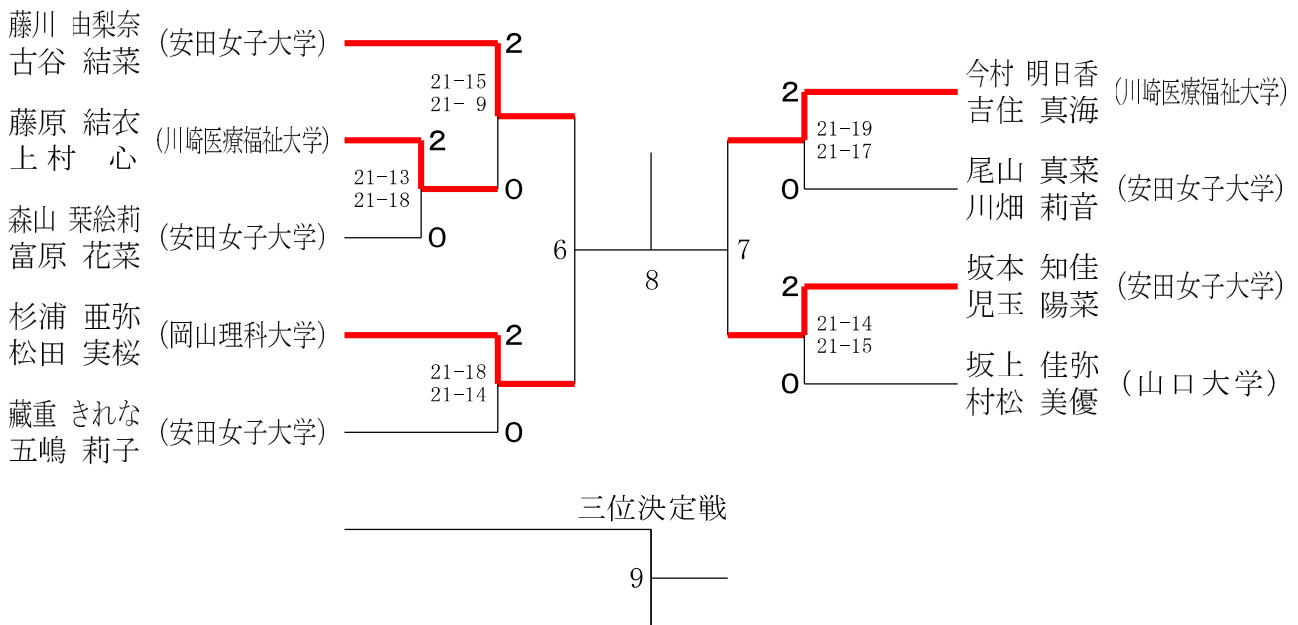 藤川 由梨奈
古谷 結菜
(安田女子大学)
2
21-15
21- 9
藤原 結衣
上村 心
(川崎医療福祉大学)
2
21-13
21-18
0
森山 栞絵莉
富原 花菜
(安田女子大学)
0
6
杉浦 亜弥
松田 実桜
(岡山理科大学)
2
21-18
21-14
藏重 きれな
五嶋 莉子
(安田女子大学)
0
8
今村 明日香
吉住 真海
(川崎医療福祉大学)
2
21-19
21-17
尾山 真菜
川畑 莉音
(安田女子大学)
0
7
坂本 知佳
児玉 陽菜
(安田女子大学)
2
21-14
21-15
坂上 佳弥
村松 美優
(山口大学)
0
三位決定戦
9